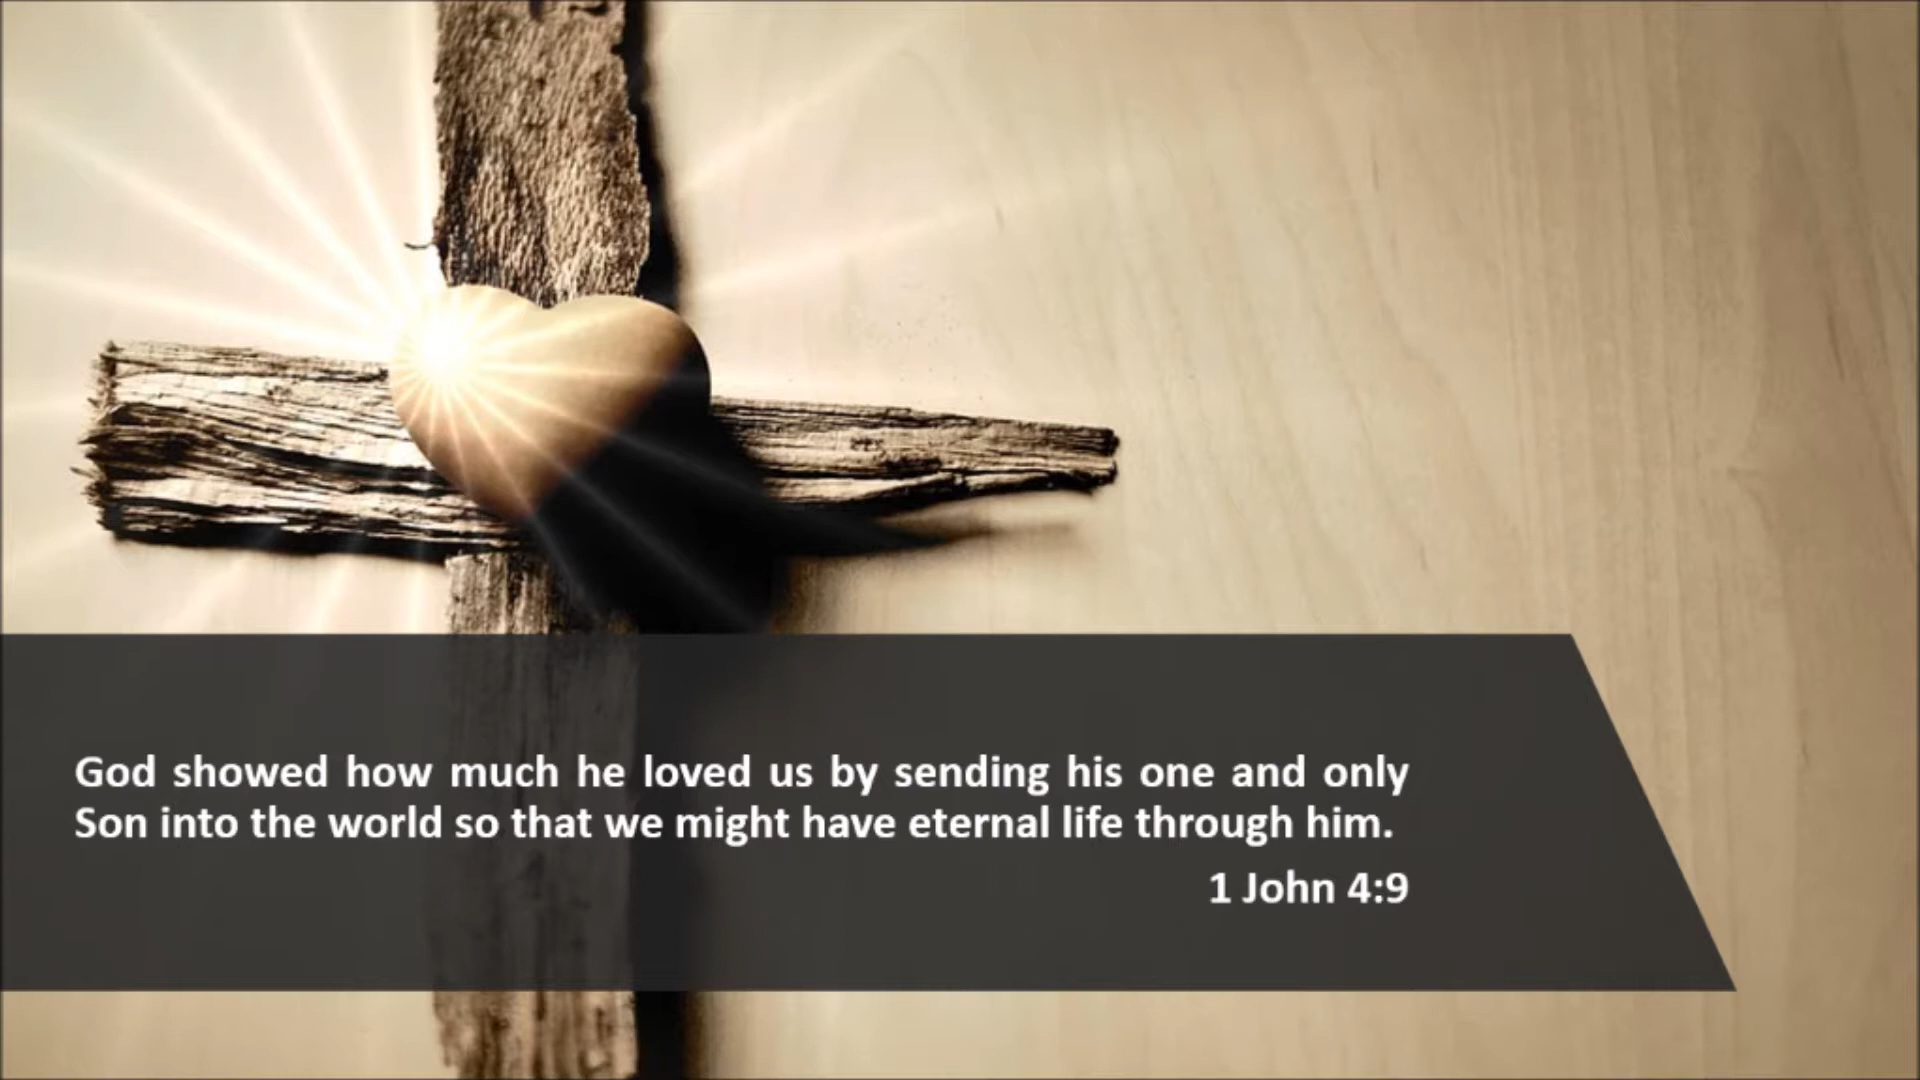 God showed how much he loved us by sending his one and only
Son into the world so that we might have eternal life through him.
1 John 4:9